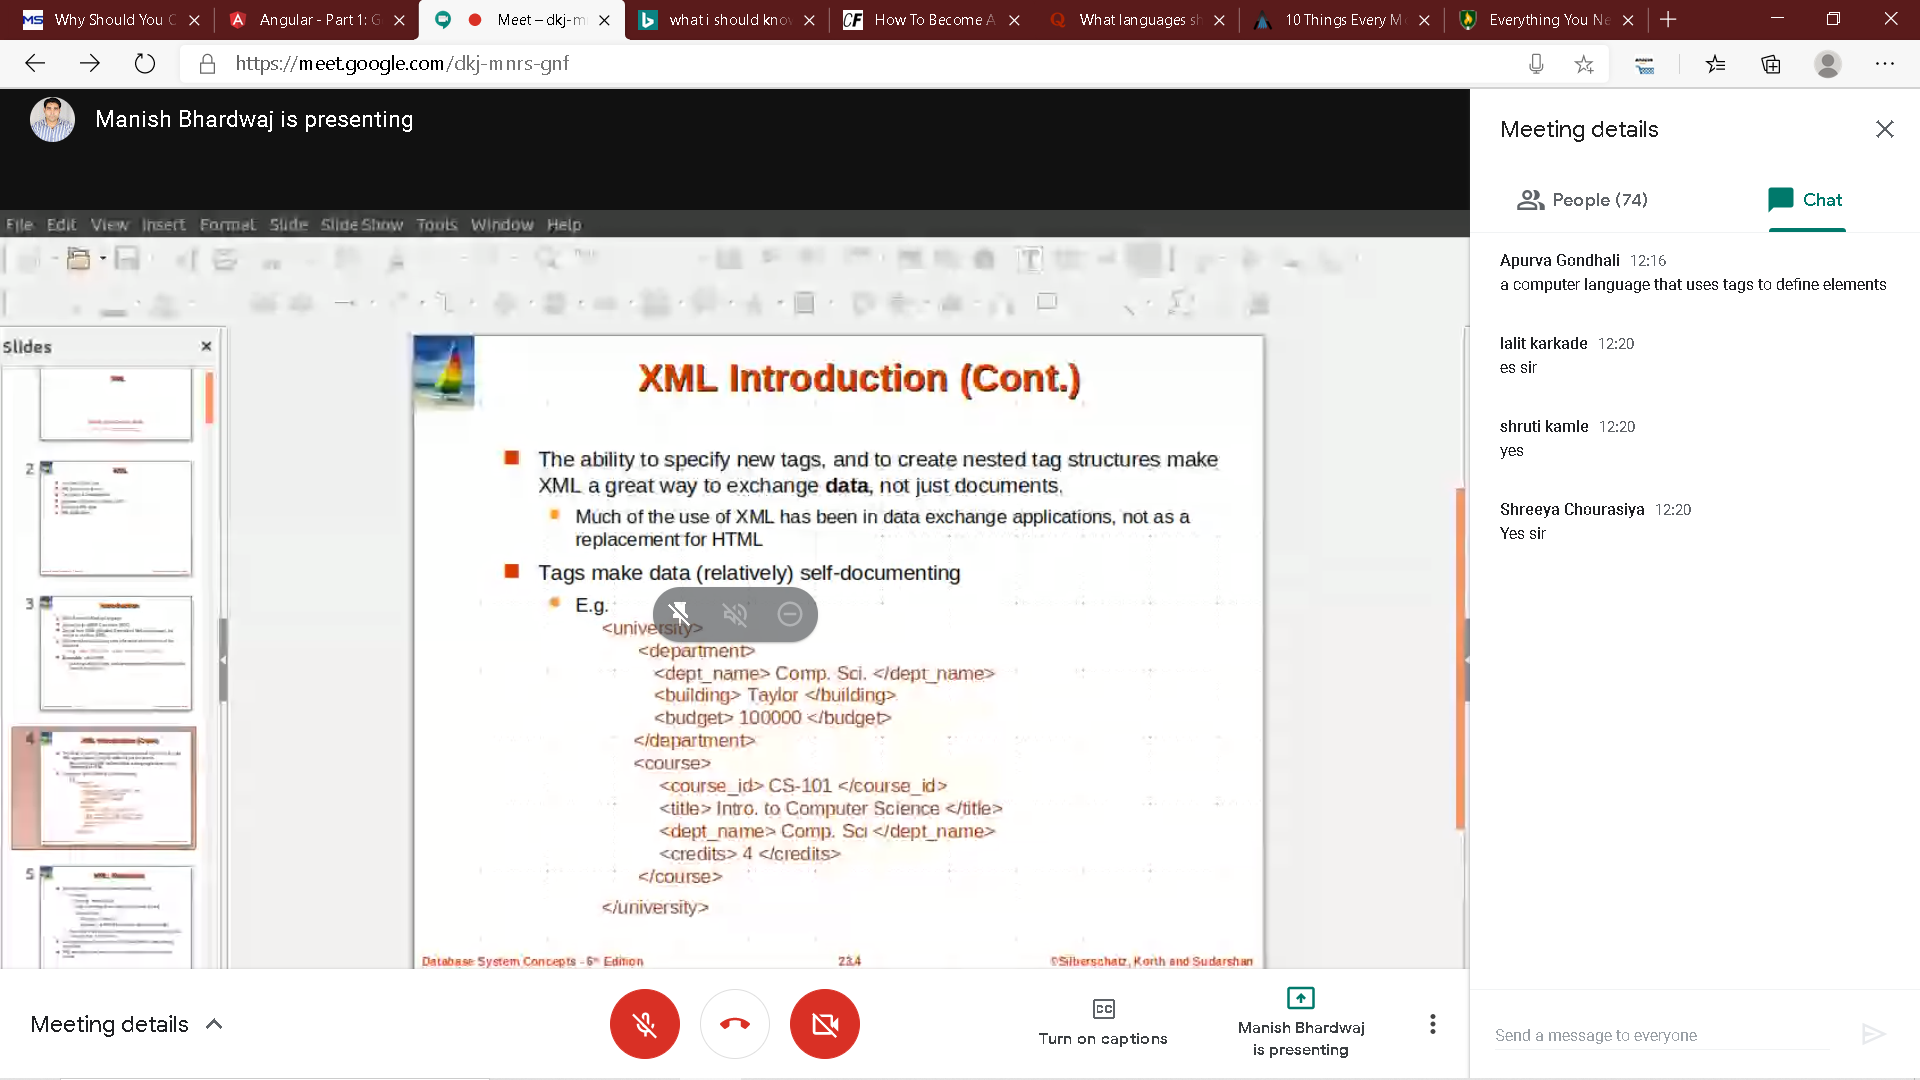 Why Should You C
Angular - Part 1: G
Meet – dkj-m
what i should know
How To Become A
What languages sh
10 Things Every M
Everything You Ne
https://meet.google.com/dkj-mnrs-gnf
Manish Bhardwaj is presenting
File Edit View Insert Format Slide Slide Show Tools Window Help
Slides
XML
2
XML
3
Introduction
4
XML Introduction (Cont.)
5
XML Introduction (Cont.)
The ability to specify new tags, and to create nested tag structures make
XML a great way to exchange data, not just documents.
Much of the use of XML has been in data exchange applications, not as a
replacement for HTML
Tags make data (relatively) self-documenting
E.g.
<university>
<department>
<dept_name> Comp. Sci. </dept_name>
<building> Taylor </building>
<budget> 100000 </budget>
</department>
<course>
<course_id> CS-101 </course_id>
<title> Intro. to Computer Science </title>
<dept_name> Comp. Sci </dept_name>
<credits> 4 </credits>
</course>
</university>
Database System Concepts - 6th Edition
23.4
©Silberschatz, Korth and Sudarshan
Meeting details
People (74)
Chat
Apurva Gondhali 12:16
a computer language that uses tags to define elements
lalit karkade 12:20
es sir
shruti kamle 12:20
yes
Shreeya Chourasiya 12:20
Yes sir
Send a message to everyone
Meeting details
Turn on captions
Manish Bhardwaj
is presenting